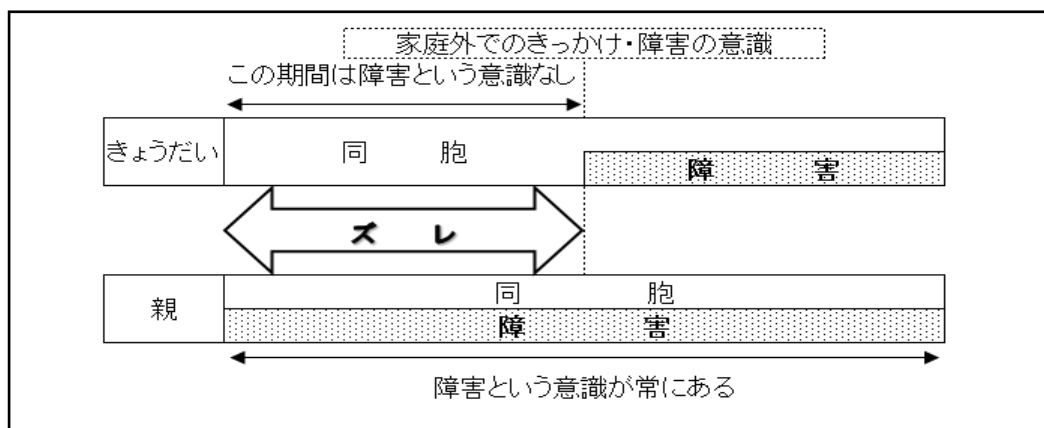 家庭外でのきっかけ・障害の意識
この期間は障害という意識なし
きょうだい
同 胞
障 害
ズ レ
親
同 胞
障 害
障害という意識が常にある